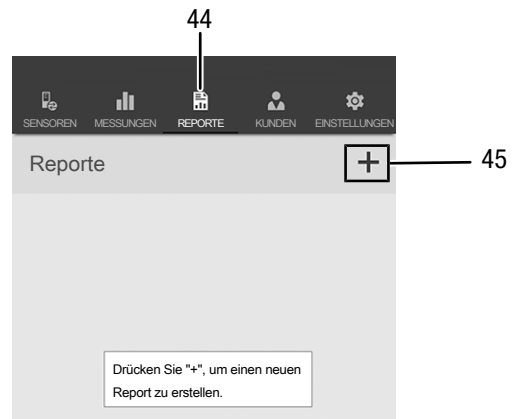 44
SENSOREN MESSUNGEN REPORTE KUNDEN EINSTELLUNGEN
Reporte +
45
Drücken Sie "+", um einen neuen
Report zu erstellen.